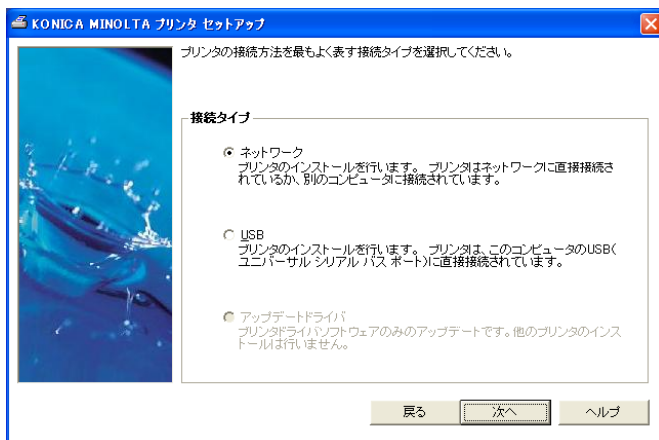 KONICA MINOLTA プリンタ セットアップ
プリンタの接続方法を最もよく表す接続タイプを選択してください。
接続タイプ
ネットワーク
プリンタのインストールを行います。 プリンタはネットワークに直接接続さ
れているか、別のコンピュータに接続されています。
USB
プリンタのインストールを行います。 プリンタは、このコンピュータのUSB(
ユニバーサル シリアル バス ポート)に直接接続されています。
アップデートドライバ
プリンタドライバソフトウェアのみのアップデートです。他のプリンタのインス
トールは行いません。
戻る 次へ ヘルプ